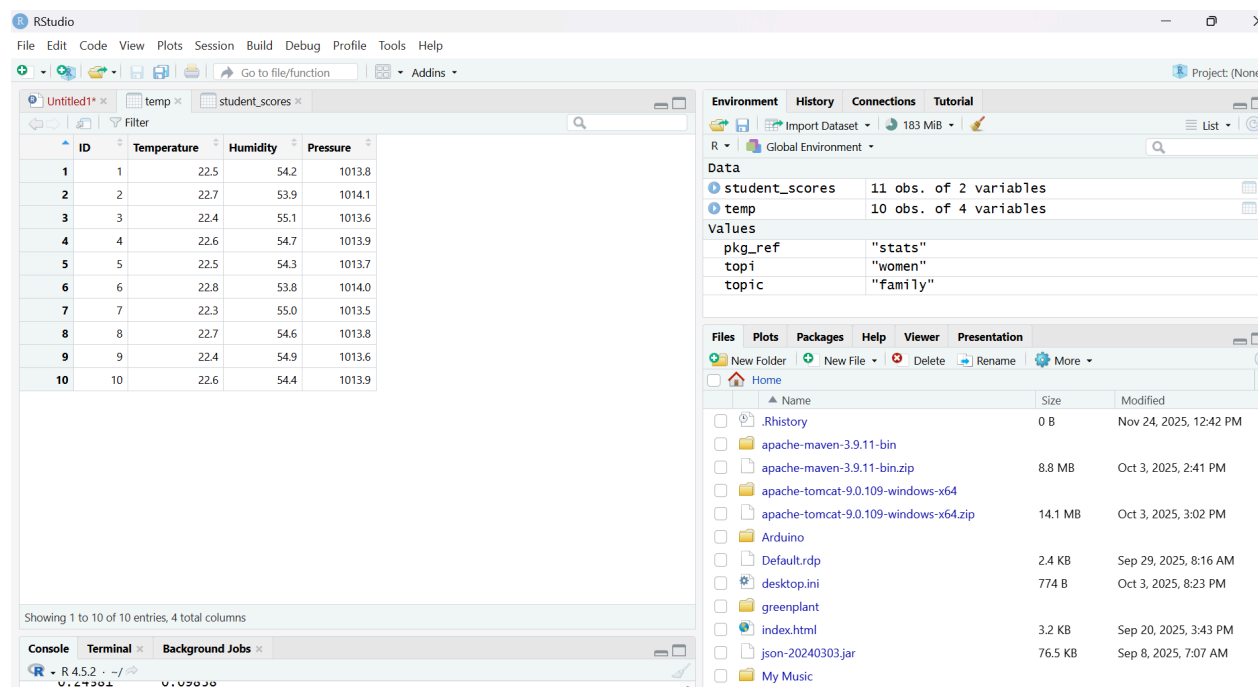 RStudio
File Edit Code View Plots Session Build Debug Profile Tools Help
Go to file/function Addins Project: (None
Untitled1* temp student_scores
Filter
ID Temperature Humidity Pressure
1 1 22.5 54.2 1013.8
2 2 22.7 53.9 1014.1
3 3 22.4 55.1 1013.6
4 4 22.6 54.7 1013.9
5 5 22.5 54.3 1013.7
6 6 22.8 53.8 1014.0
7 7 22.3 55.0 1013.5
8 8 22.7 54.6 1013.8
9 9 22.4 54.9 1013.6
10 10 22.6 54.4 1013.9
Showing 1 to 10 of 10 entries, 4 total columns
Console Terminal Background Jobs
R 4.5.2 · ~/
Environment History Connections Tutorial
Import Dataset 183 MiB List
R Global Environment
Data
student_scores 11 obs. of 2 variables
temp 10 obs. of 4 variables
Values
pkg_ref "stats"
topi "women"
topic "family"
Files Plots Packages Help Viewer Presentation
New Folder New File Delete Rename More
Home
Name Size Modified
.Rhistory 0 B Nov 24, 2025, 12:42 PM
apache-maven-3.9.11-bin
apache-maven-3.9.11-bin.zip 8.8 MB Oct 3, 2025, 2:41 PM
apache-tomcat-9.0.109-windows-x64
apache-tomcat-9.0.109-windows-x64.zip 14.1 MB Oct 3, 2025, 3:02 PM
Arduino
Default.rdp 2.4 KB Sep 29, 2025, 8:16 AM
desktop.ini 774 B Oct 3, 2025, 8:23 PM
greenplant
index.html 3.2 KB Sep 20, 2025, 3:43 PM
json-20240303.jar 76.5 KB Sep 8, 2025, 7:07 AM
My Music